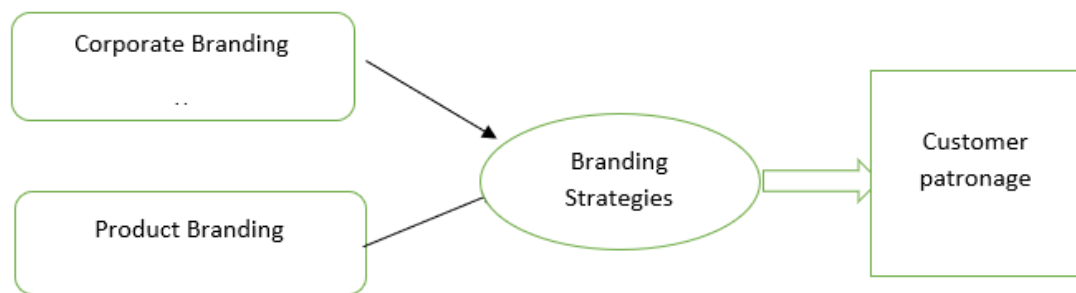 Corporate Branding
..
Product Branding
Branding
Strategies
Customer
patronage